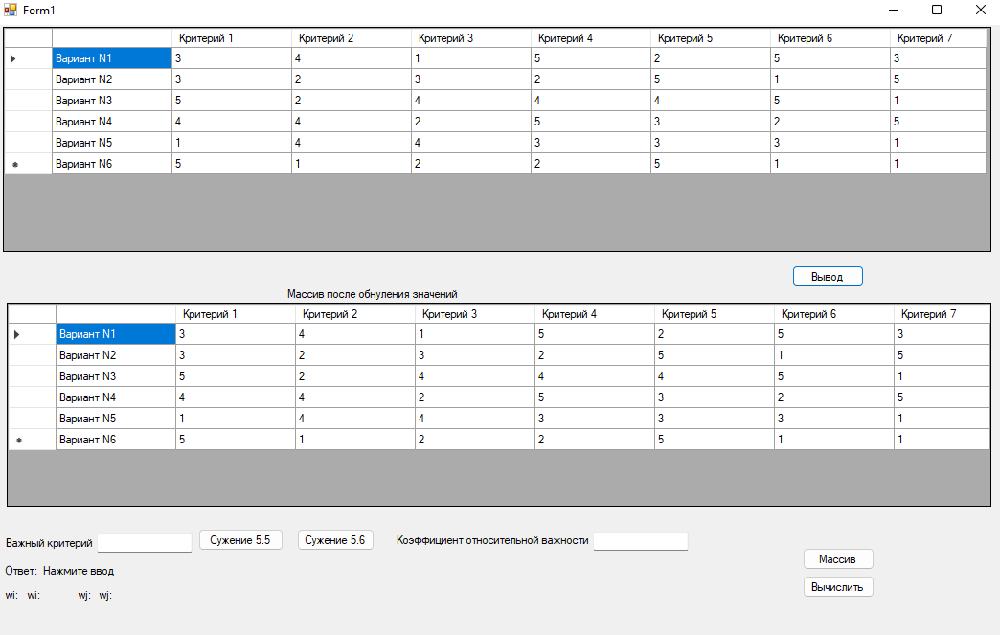 Form1
Критерий 1 Критерий 2 Критерий 3 Критерий 4 Критерий 5 Критерий 6 Критерий 7
Вариант N1 3 4 1 5 2 5 3
Вариант N2 3 2 3 2 5 1 5
Вариант N3 5 2 4 4 4 5 1
Вариант N4 4 4 2 5 3 2 5
Вариант N5 1 4 4 3 3 3 1
Вариант N6 5 1 2 2 5 1 1
Вывод
Массив после обнуления значений
Критерий 1 Критерий 2 Критерий 3 Критерий 4 Критерий 5 Критерий 6 Критерий 7
Вариант N1 3 4 1 5 2 5 3
Вариант N2 3 2 3 2 5 1 5
Вариант N3 5 2 4 4 4 5 1
Вариант N4 4 4 2 5 3 2 5
Вариант N5 1 4 4 3 3 3 1
Вариант N6 5 1 2 2 5 1 1
Важный критерий Сужение 5.5 Сужение 5.6 Коэффициент относительной важности
Массив
Ответ: Нажмите ввод
Вычислить
wi: wi: wj: wj: